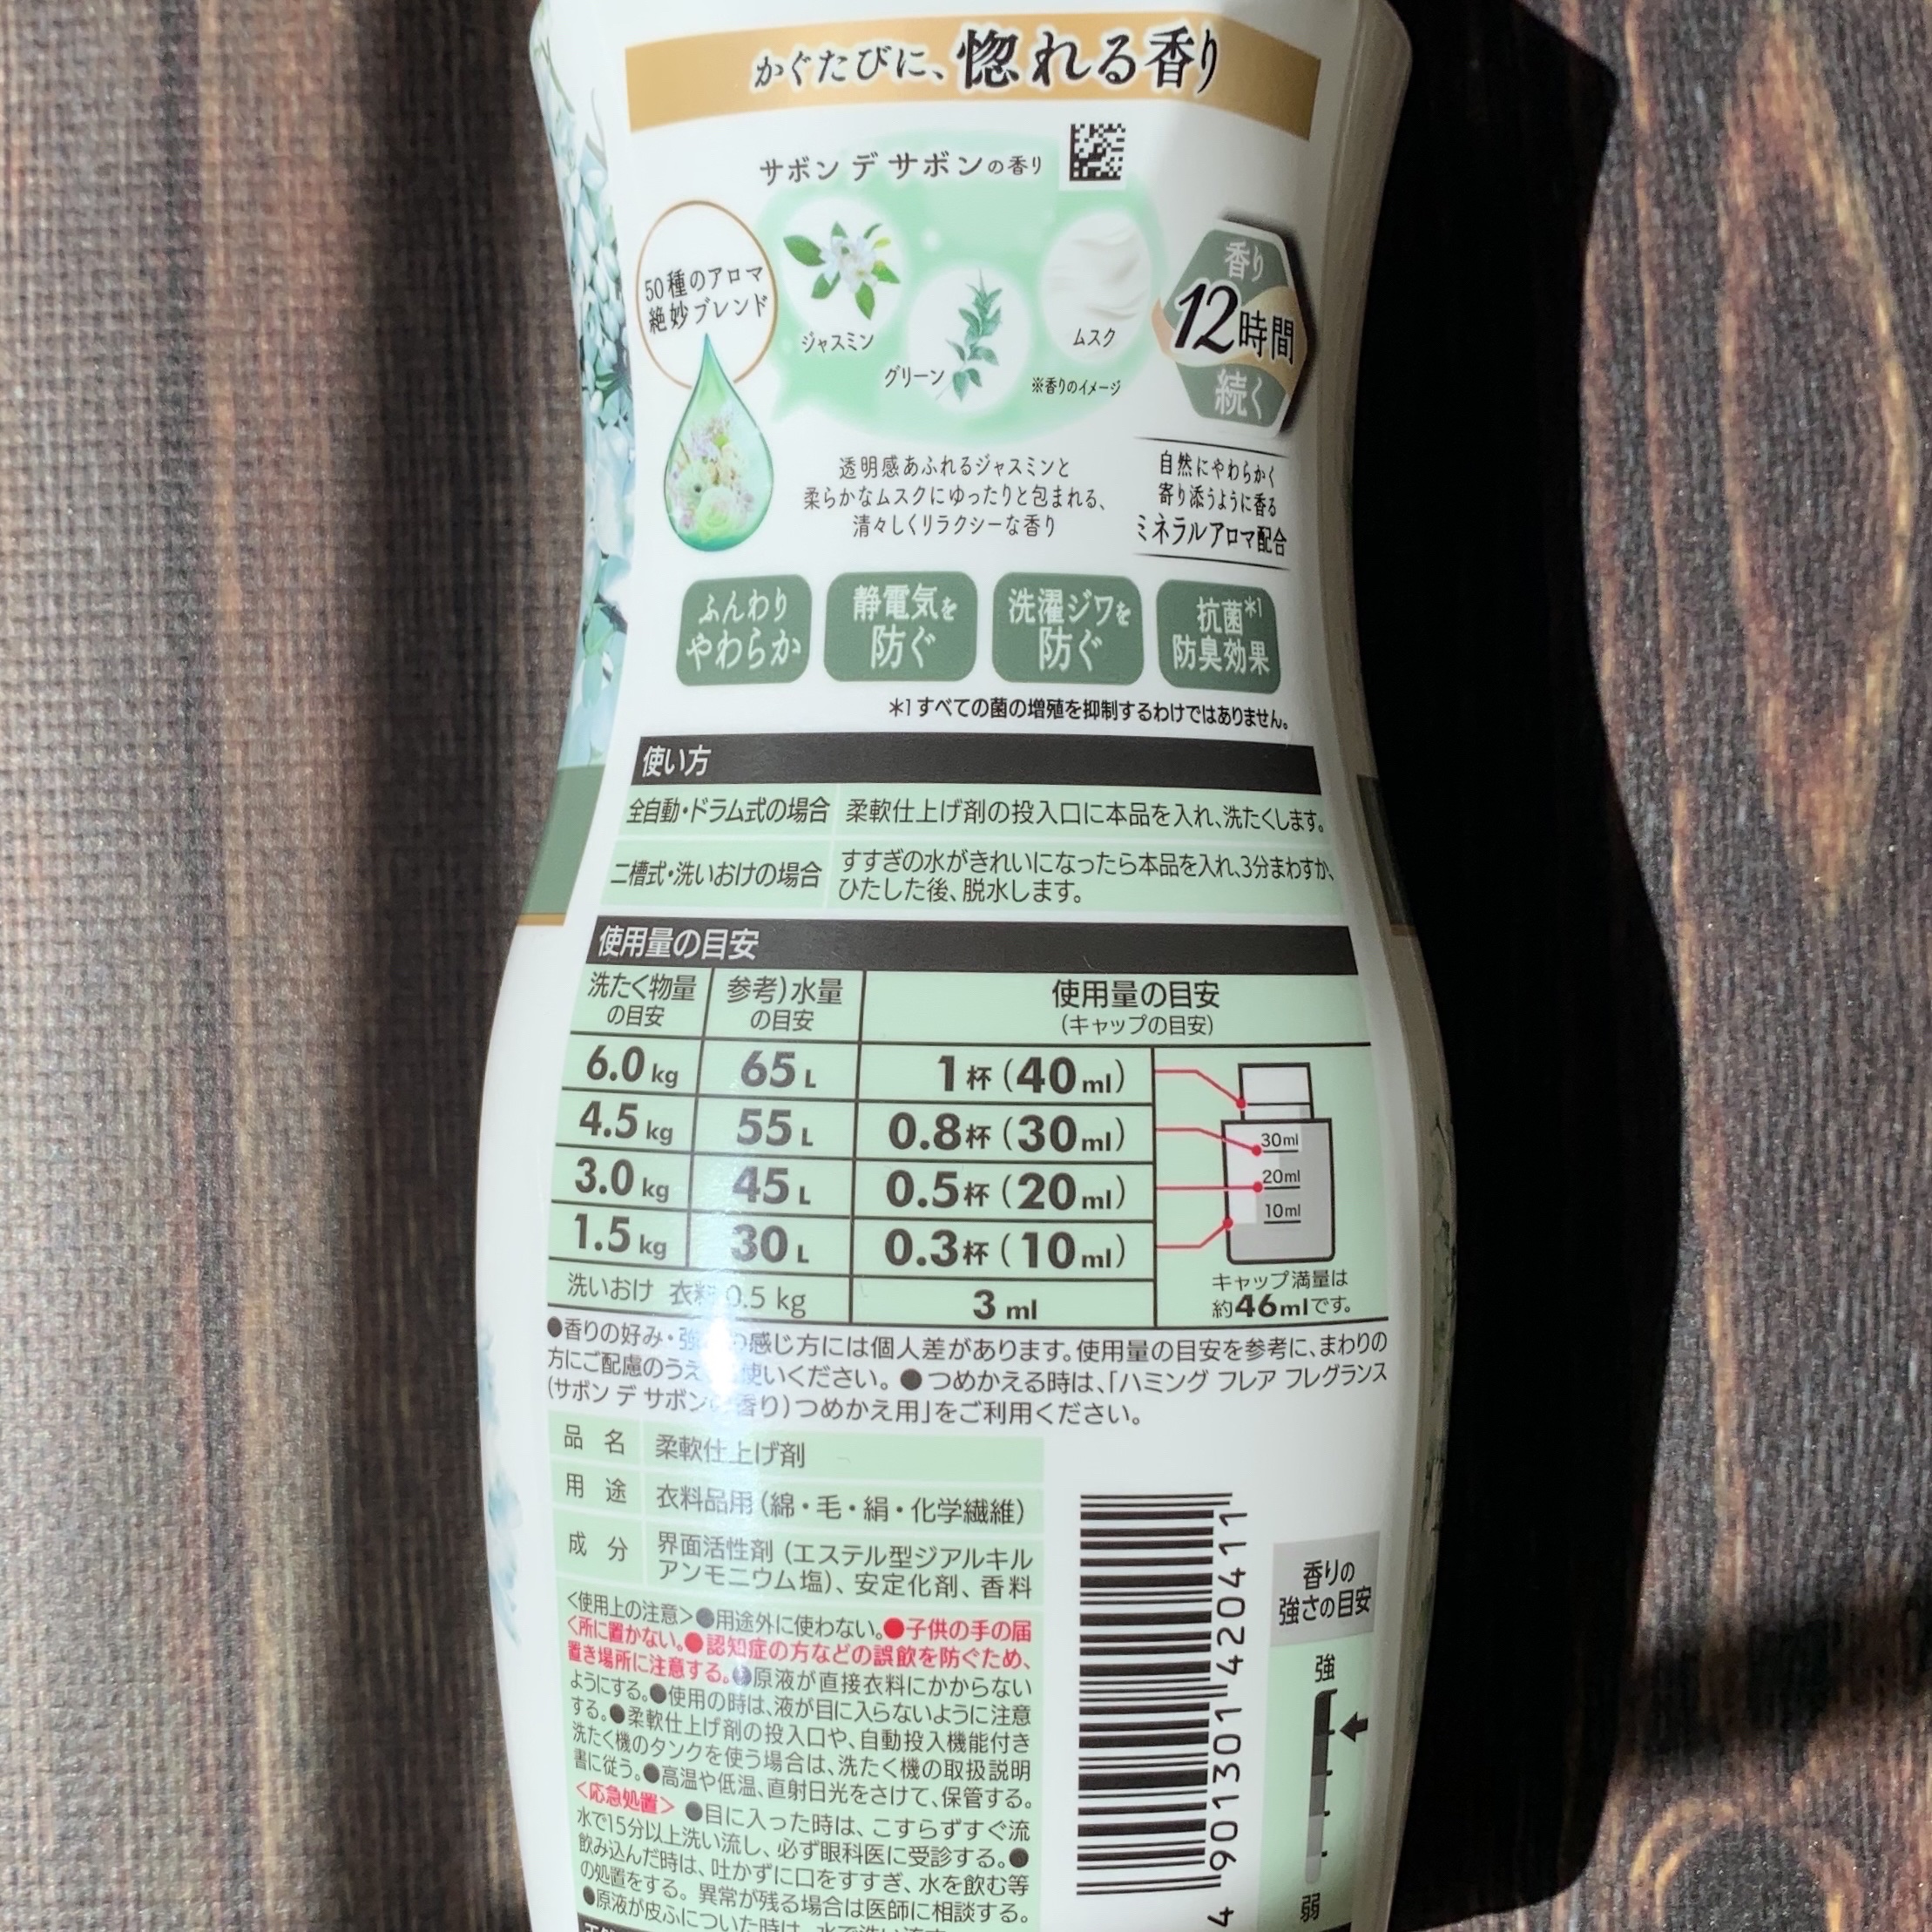 かぐたびに、惚れる香り
サボン デ サボンの香り
50種のアロマ
絶妙ブレンド
ジャスミン
グリーン
ムスク
※香りのイメージ
香り
12時間
続く
透明感あふれるジャスミンと
柔らかなムスクにゆったりと包まれる、
清々しくリラクシーな香り
自然にやわらかく
寄り添うように香る
ミネラルアロマ配合
ふんわり
やわらか
静電気を
防ぐ
洗濯ジワを
防ぐ
抗菌*1
防臭効果
*1 すべての菌の増殖を抑制するわけではありません。
使い方
全自動・ドラム式の場合 柔軟仕上げ剤の投入口に本品を入れ、洗たくします。
二槽式・洗いおけの場合 すすぎの水がきれいになったら本品を入れ、3分まわすか、
ひたした後、脱水します。
使用量の目安
洗たく物量
の目安
参考)水量
の目安
使用量の目安
(キャップの目安)
6.0 kg 65 L 1杯(40ml)
4.5 kg 55 L 0.8杯(30ml)
3.0 kg 45 L 0.5杯(20ml)
1.5 kg 30 L 0.3杯(10ml)
洗いおけ 衣料 0.5 kg 3 ml
30ml
20ml
10ml
キャップ満量は
約46mlです。
●香りの好み・強 の感じ方には個人差があります。使用量の目安を参考に、まわりの
方にご配慮のうえ 使いください。●つめかえる時は、「ハミング フレア フレグランス
(サボン デ サボンの香り)つめかえ用」をご利用ください。
品名 柔軟仕上げ剤
用途 衣料品用(綿・毛・絹・化学繊維)
成分 界面活性剤(エステル型ジアルキル
アンモニウム塩)、安定化剤、香料
<使用上の注意>●用途外に使わない。●子供の手の届
く所に置かない。●認知症の方などの誤飲を防ぐため、
置き場所に注意する。●原液が直接衣料にかからない
ようにする。●使用の時は、液が目に入らないように注意
する。●柔軟仕上げ剤の投入口や、自動投入機能付き
洗たく機のタンクを使う場合は、洗たく機の取扱説明
書に従う。●高温や低温、直射日光をさけて、保管する。
<応急処置>●目に入った時は、こすらずすぐ流
水で15分以上洗い流し、必ず眼科医に受診する。●
飲み込んだ時は、吐かずに口をすすぎ、水を飲む等
の処置をする。異常が残る場合は医師に相談する。
●原液が皮ふについた時は、水で洗い流す
4 901301 420411
香りの
強さの目安
強
弱